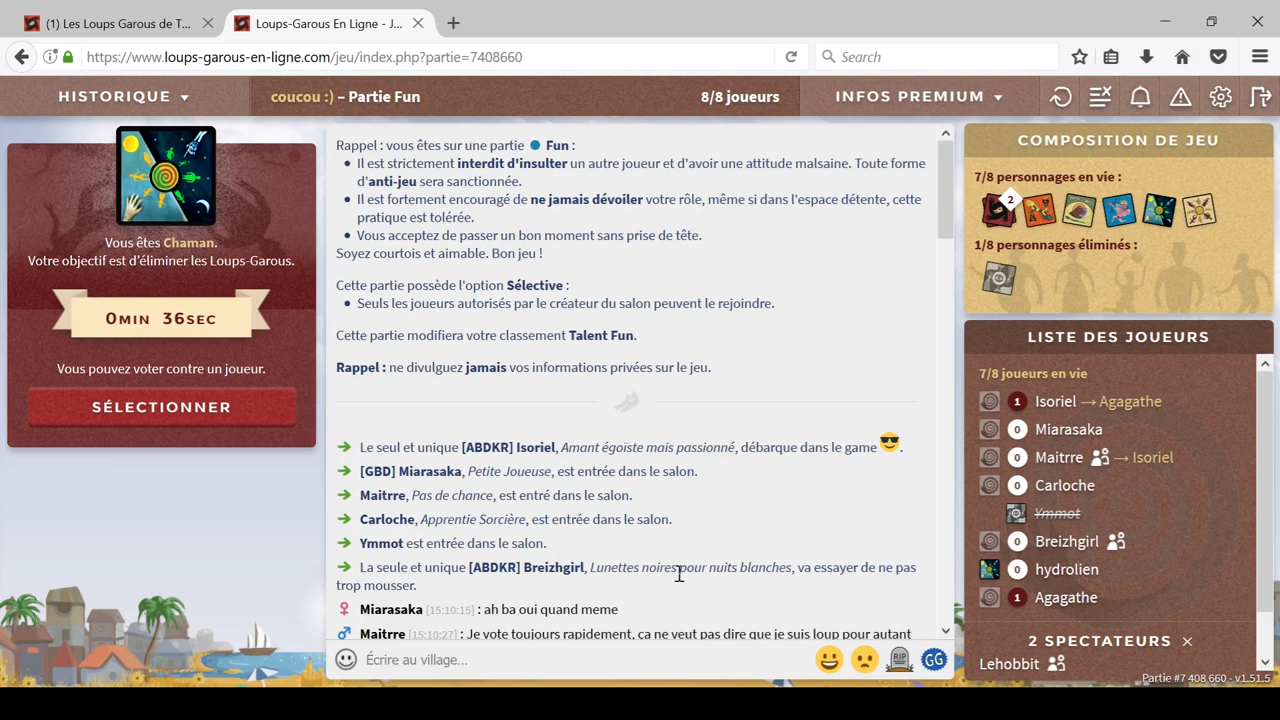 (1) Les Loups Garous de T...
Loups-Garous En Ligne - J...
https://www.loups-garous-en-ligne.com/jeu/index.php?partie=7408660
Search
HISTORIQUE
coucou :) – Partie Fun
8/8 joueurs
INFOS PREMIUM
Vous êtes Chaman.
Votre objectif est d'éliminer les Loups-Garous.
0MIN 36SEC
Vous pouvez voter contre un joueur.
SÉLECTIONNER
Rappel : vous êtes sur une partie Fun :
Il est strictement interdit d'insulter un autre joueur et d'avoir une attitude malsaine. Toute forme
d'anti-jeu sera sanctionnée.
Il est fortement encouragé de ne jamais dévoiler votre rôle, même si dans l'espace détente, cette
pratique est tolérée.
Vous acceptez de passer un bon moment sans prise de tête.
Soyez courtois et aimable. Bon jeu !
Cette partie possède l'option Sélective :
Seuls les joueurs autorisés par le créateur du salon peuvent le rejoindre.
Cette partie modifiera votre classement Talent Fun.
Rappel : ne divulguez jamais vos informations privées sur le jeu.
Le seul et unique [ABDKR] Isoriel, Amant égoïste mais passionné, débarque dans le game .
[GBD] Miarasaka, Petite Joueuse, est entrée dans le salon.
Maitrre, Pas de chance, est entré dans le salon.
Carloche, Apprentie Sorcière, est entrée dans le salon.
Ymmot est entrée dans le salon.
La seule et unique [ABDKR] Breizhgirl, Lunettes noires pour nuits blanches, va essayer de ne pas
trop mousser.
Miarasaka [15:10:15] : ah ba oui quand meme
Maitrre [15:10:27] : Je vote toujours rapidement, ça ne veut pas dire que je suis loup pour autant
Écrire au village...
RIP
GG
COMPOSITION DE JEU
7/8 personnages en vie :
2
1/8 personnages éliminés :
LISTE DES JOUEURS
7/8 joueurs en vie
1 Isoriel → Agagathe
0 Miarasaka
0 Maitrre → Isoriel
0 Carloche
Ymmot
0 Breizhgirl
0 hydrolien
1 Agagathe
2 SPECTATEURS
Lehobbit
Partie #7 408 660 - v1.51.5